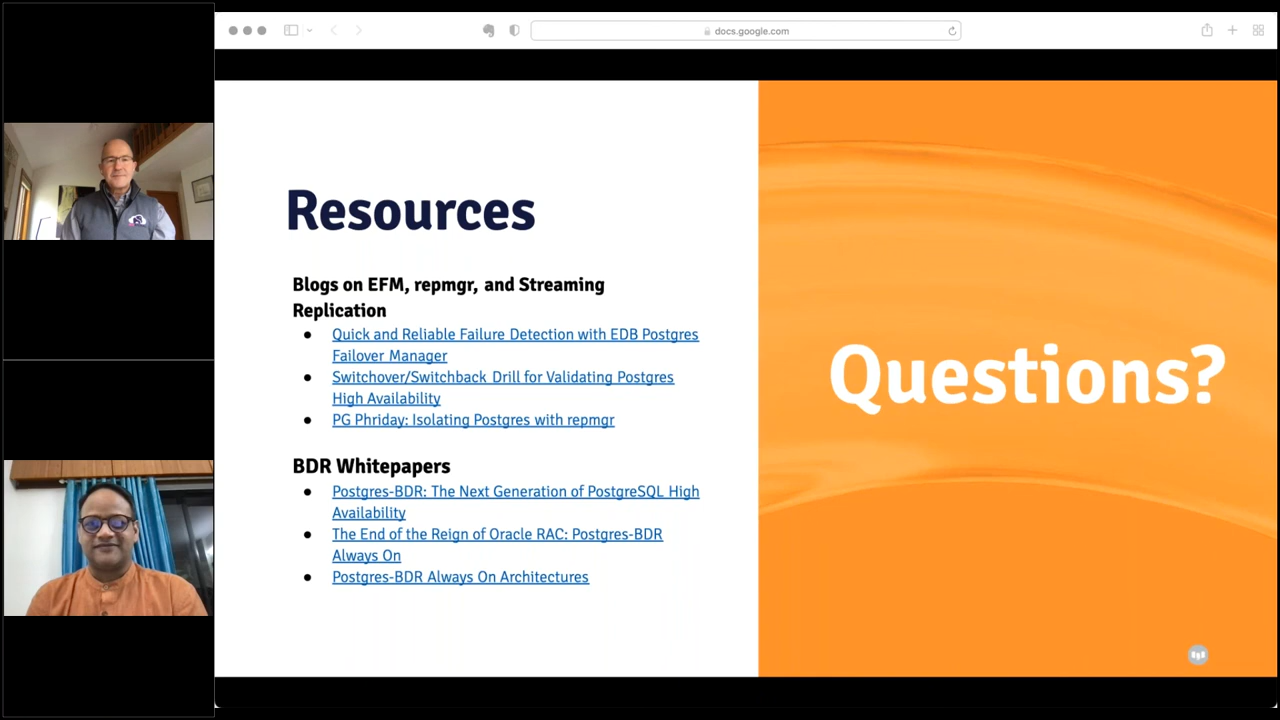 docs.google.com
Resources
Blogs on EFM, repmgr, and Streaming
Replication
● Quick and Reliable Failure Detection with EDB Postgres
Failover Manager
● Switchover/Switchback Drill for Validating Postgres
High Availability
● PG Phriday: Isolating Postgres with repmgr
BDR Whitepapers
● Postgres-BDR: The Next Generation of PostgreSQL High
Availability
● The End of the Reign of Oracle RAC: Postgres-BDR
Always On
● Postgres-BDR Always On Architectures
Questions?